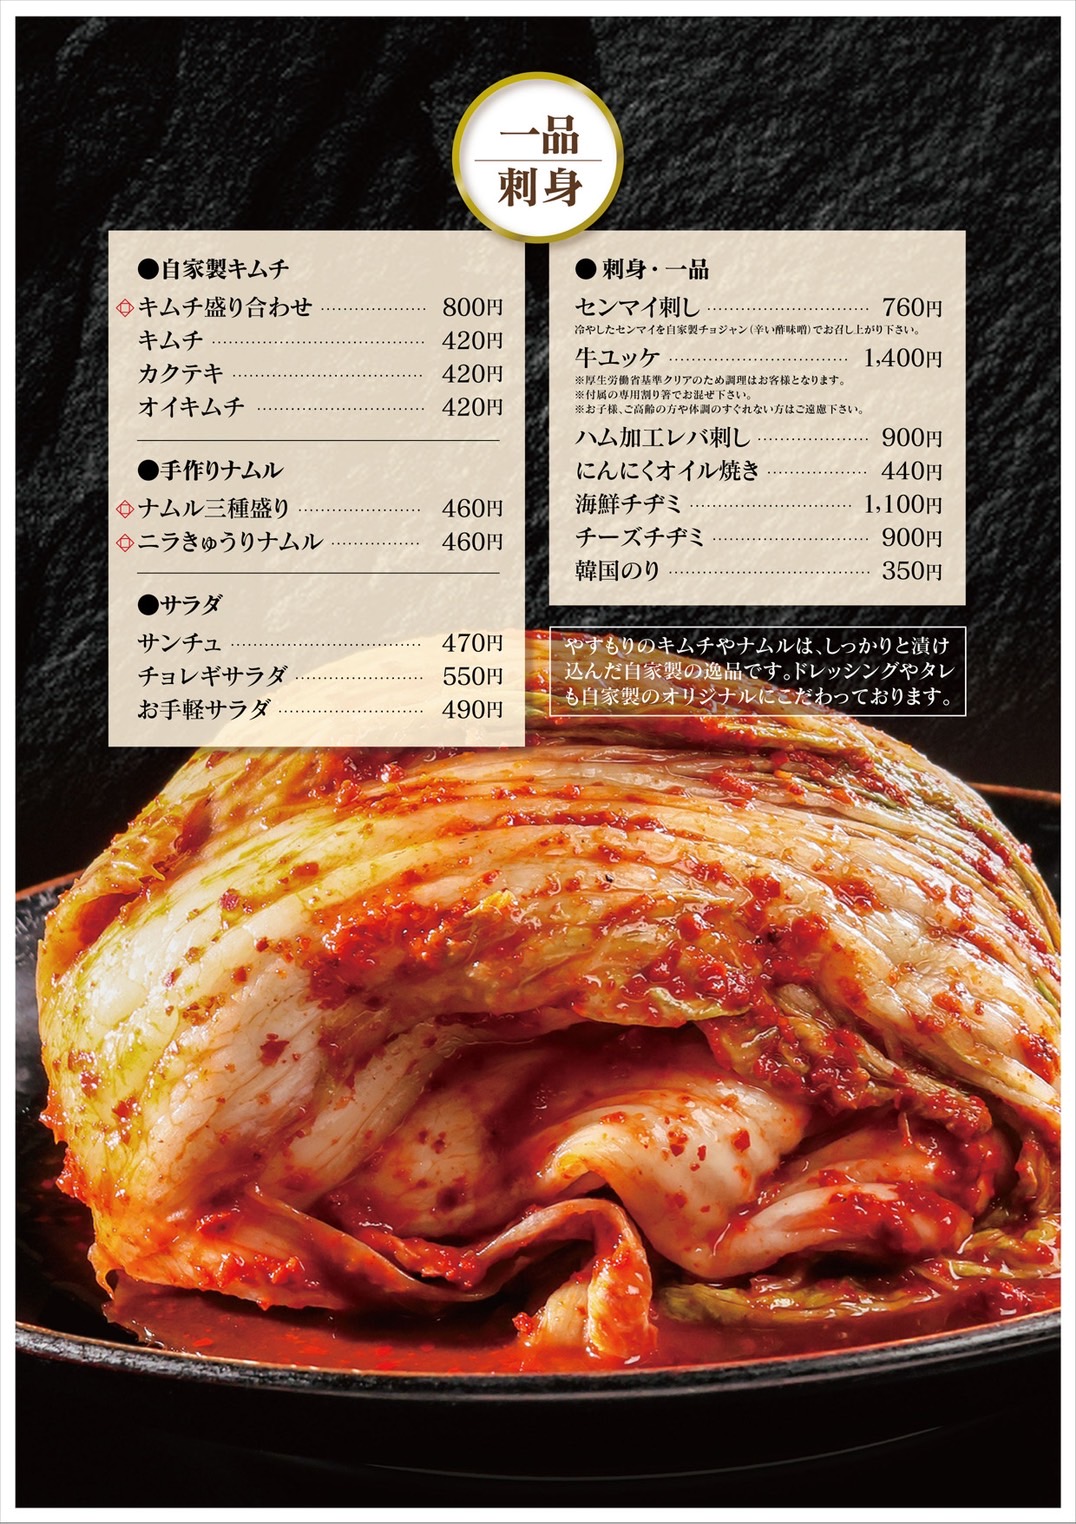 一品
刺身
●自家製キムチ
キムチ盛り合わせ …………… 800円
キムチ …………… 420円
カクテキ …………… 420円
オイキムチ …………… 420円
●手作りナムル
ナムル三種盛り …………… 460円
ニラきゅうりナムル …………… 460円
●サラダ
サンチュ …………… 470円
チョレギサラダ …………… 550円
お手軽サラダ …………… 490円
● 刺身・一品
センマイ刺し …………… 760円
冷やしたセンマイを自家製チョジャン(辛い酢味噌)でお召し上がり下さい。
牛ユッケ …………… 1,400円
※厚生労働省基準クリアのため調理はお客様となります。
※付属の専用割り箸でお混ぜ下さい。
※お子様、ご高齢の方や体調のすぐれない方はご遠慮下さい。
ハム加工レバ刺し …………… 900円
にんにくオイル焼き …………… 440円
海鮮チヂミ …………… 1,100円
チーズチヂミ …………… 900円
韓国のり …………… 350円
やすもりのキムチやナムルは、しっかりと漬け
込んだ自家製の逸品です。ドレッシングやタレ
も自家製のオリジナルにこだわっております。